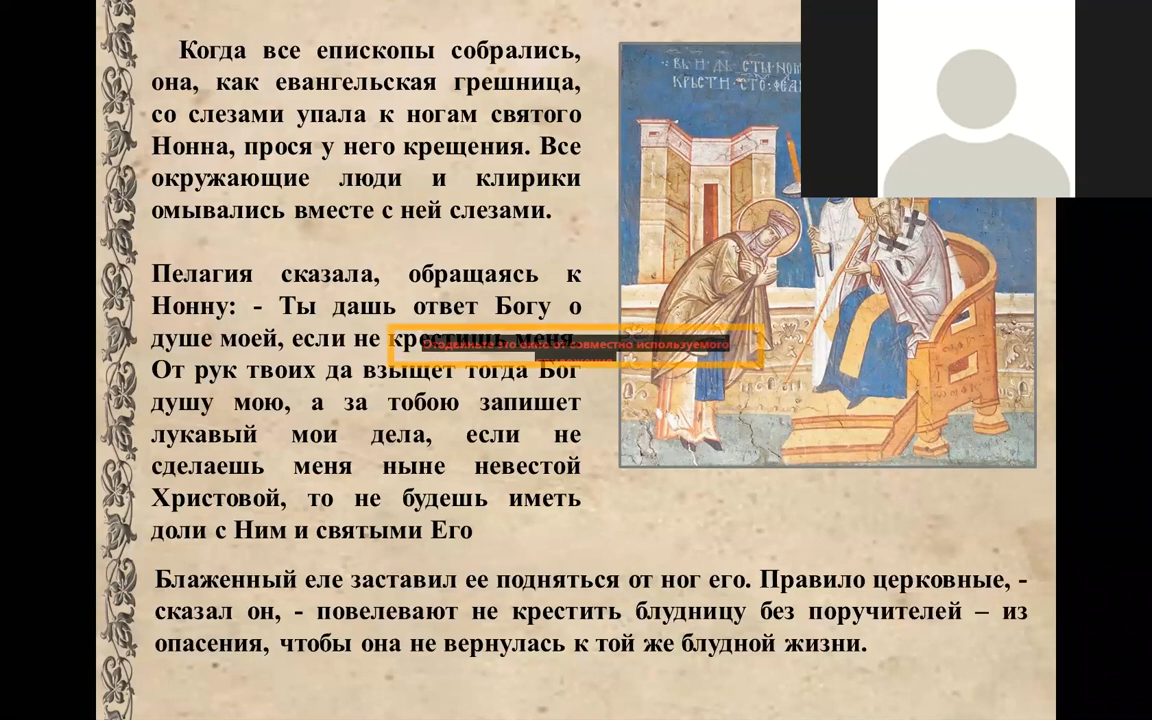 Когда все епископы собрались,
она, как евангельская грешница,
со слезами упала к ногам святого
Нонна, прося у него крещения. Все
окружающие люди и клирики
омывались вместе с ней слезами.
Пелагия сказала, обращаясь к
Нонну: - Ты дашь ответ Богу о
душе моей, если не крестишь меня.
От рук твоих да взыщет тогда Бог
душу мою, а за тобою запишет
лукавый мои дела, если не
сделаешь меня ныне невестой
Христовой, то не будешь иметь
доли с Ним и святыми Его
Блаженный еле заставил ее подняться от ног его. Правило церковные, -
сказал он, - повелевают не крестить блудницу без поручителей – из
опасения, чтобы она не вернулась к той же блудной жизни.
это окно от совместно используемого